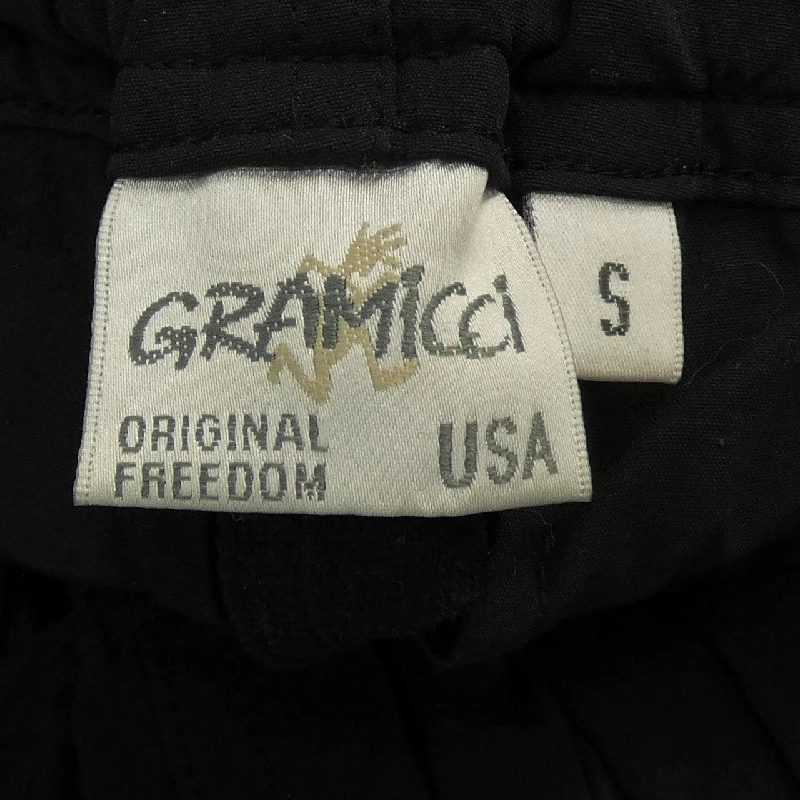 GRAMiCCi
ORIGINAL
FREEDOM
USA
S